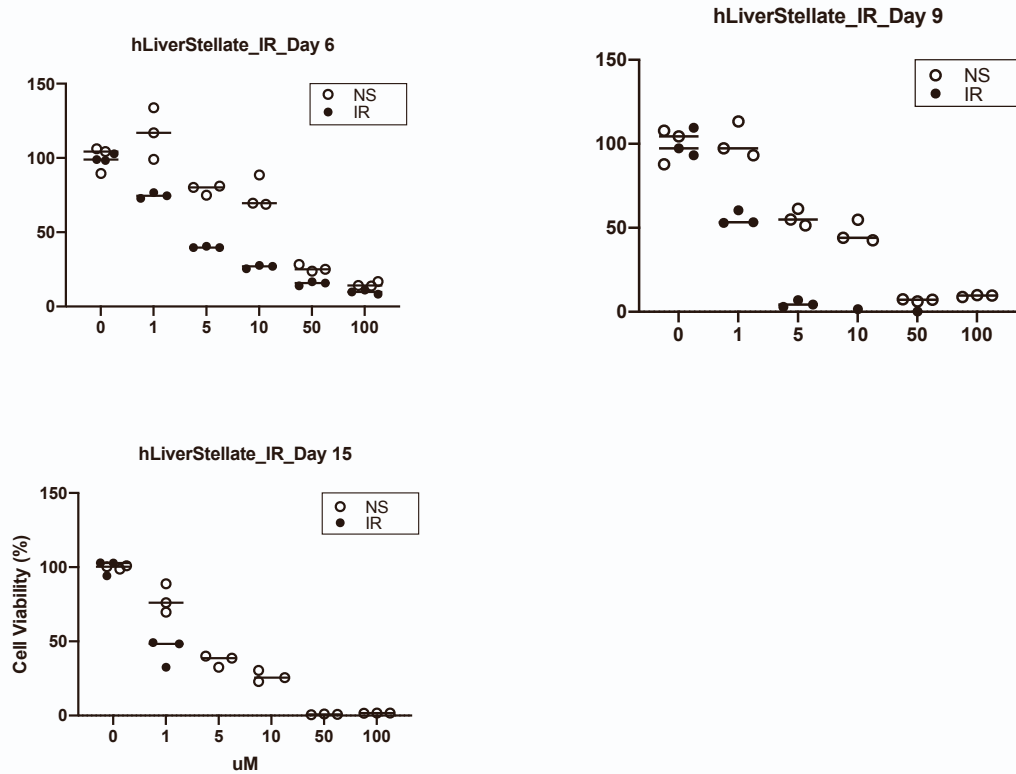 hLiverStellate_IR_Day 6
150
100
50
0
NS
IR
0 1 5 10 50 100
hLiverStellate_IR_Day 9
150
100
50
0
NS
IR
0 1 5 10 50 100
hLiverStellate_IR_Day 15
Cell Viability (%)
150
100
50
0
NS
IR
0 1 5 10 50 100
uM